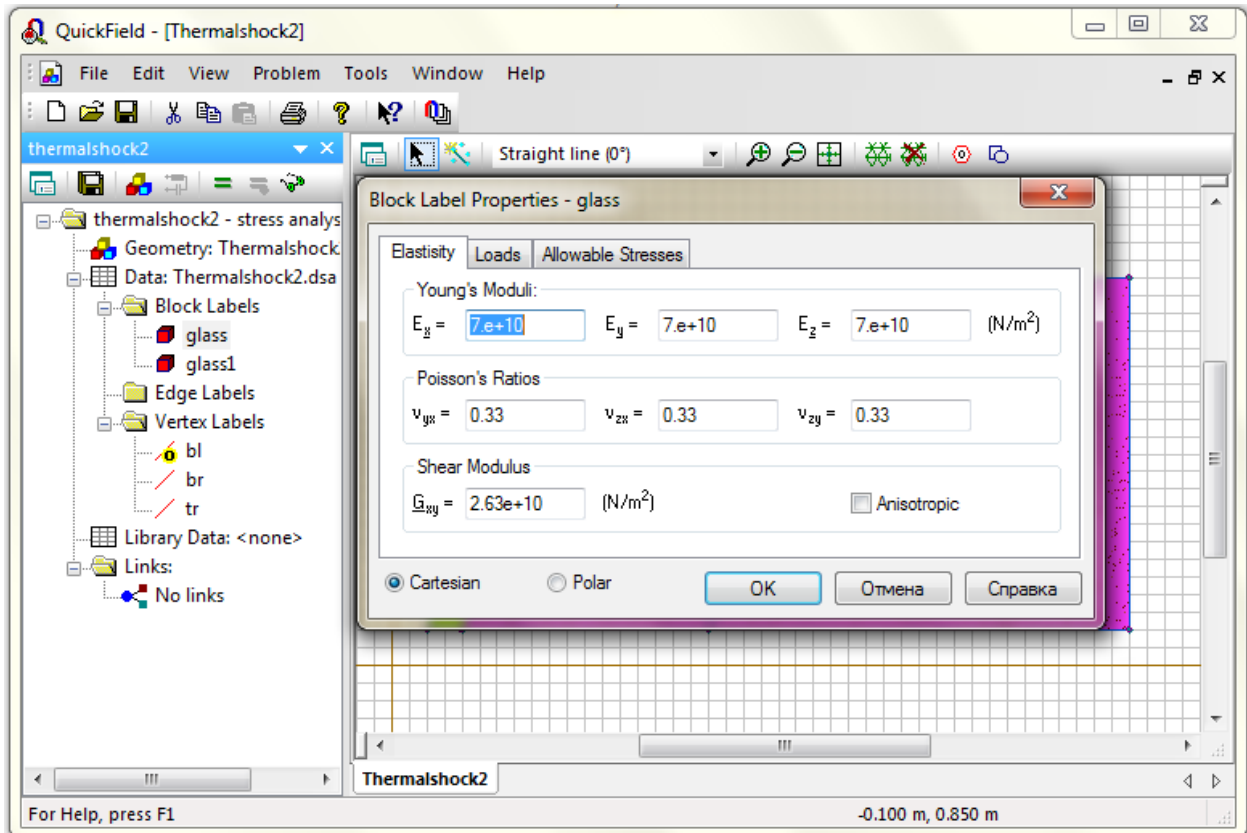 QuickField - [Thermalshock2]
File Edit View Problem Tools Window Help
thermalshock2
Straight line (0°)
thermalshock2 - stress analys
Geometry: Thermalshock
Data: Thermalshock2.dsa
Block Labels
glass
glass1
Edge Labels
Vertex Labels
bl
br
tr
Library Data: <none>
Links:
No links
Block Label Properties - glass
Elastisity Loads Allowable Stresses
Young's Moduli:
Ex = 7.e+10 Ey = 7.e+10 Ez = 7.e+10 (N/m²)
Poisson's Ratios
νyx = 0.33 νzx = 0.33 νzy = 0.33
Shear Modulus
Gxy = 2.63e+10 (N/m²) Anisotropic
Cartesian Polar OK Отмена Справка
Thermalshock2
For Help, press F1 -0.100 m, 0.850 m